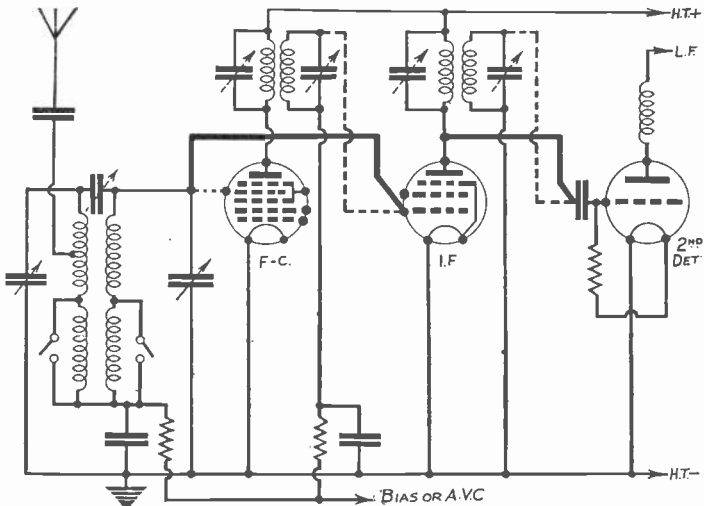 H.T.+
L.F.
F-C.
I.F
2ND
DET.
H.T.-
BIAS OR A.V.C